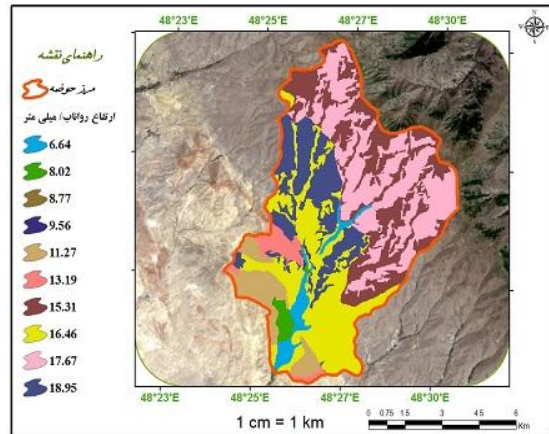 48°23'E 48°25'E 48°27'E 48°30'E
N
راهنمای نقشه
مرز حوضه
ارتفاع رواناب/ میلی متر
6.64
8.02
8.77
9.56
11.27
13.19
15.31
16.46
17.67
18.95
48°22'E 48°25'E 48°27'E 48°30'E
1 cm = 1 km
0 0.75 1.5 3 4.5 6
Km